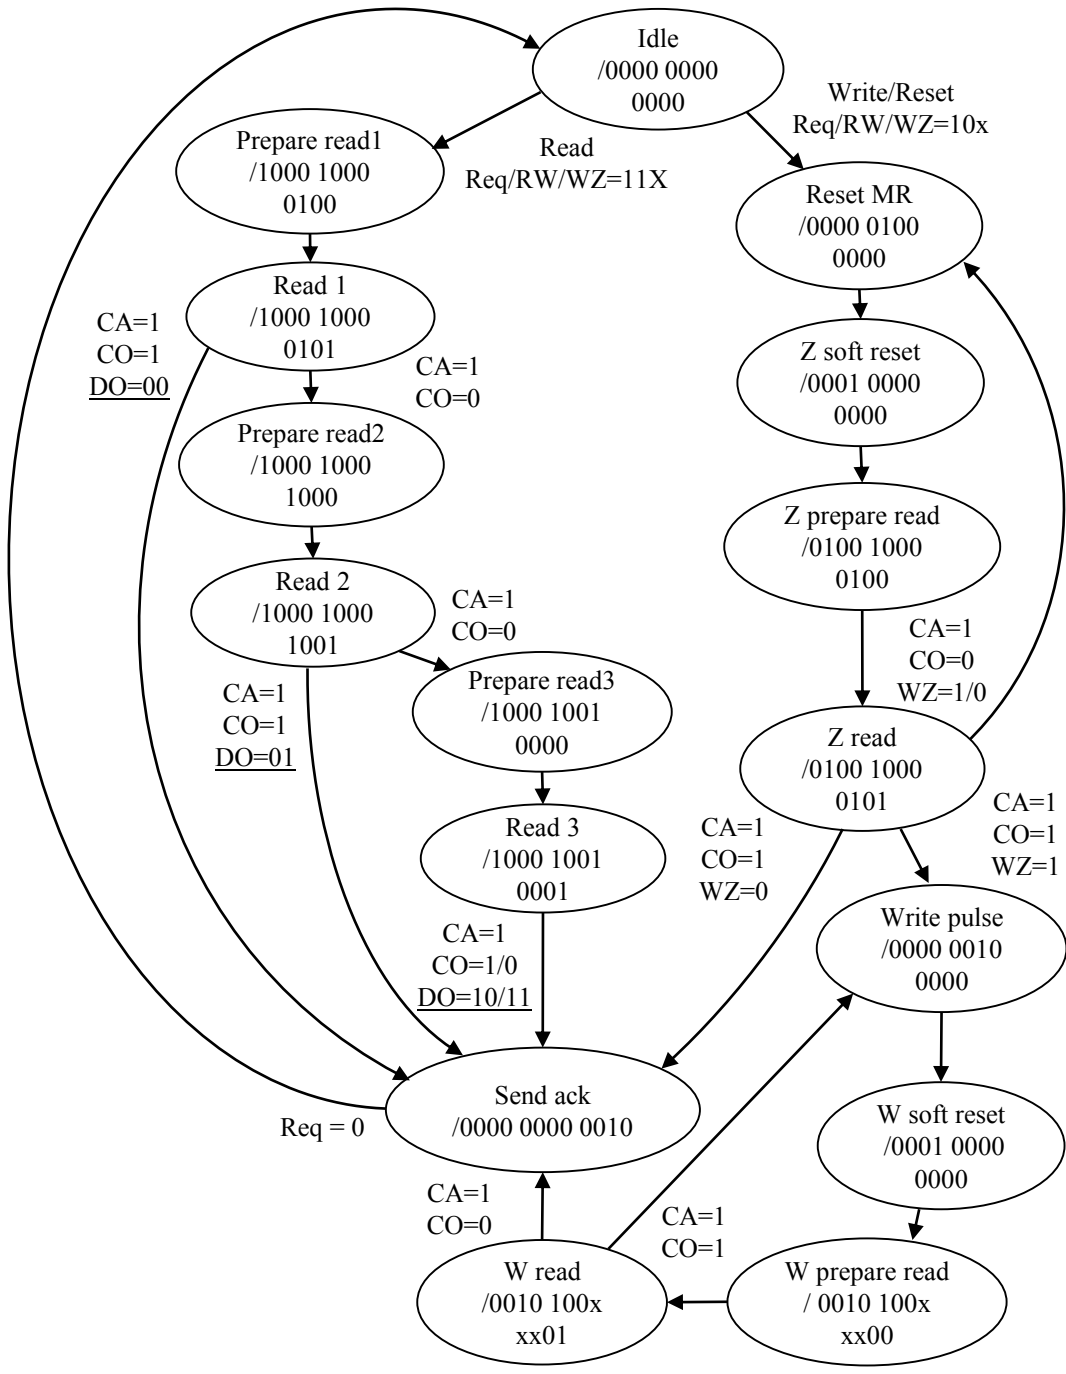 Idle
/0000 0000
0000
Write/Reset
Req/RW/WZ=10x
Read
Req/RW/WZ=11X
Prepare read1
/1000 1000
0100
Reset MR
/0000 0100
0000
Read 1
/1000 1000
0101
CA=1
CO=1
DO=00
CA=1
CO=0
Z soft reset
/0001 0000
0000
Prepare read2
/1000 1000
1000
Z prepare read
/0100 1000
0100
Read 2
/1000 1000
1001
CA=1
CO=0
CA=1
CO=0
WZ=1/0
CA=1
CO=1
DO=01
Prepare read3
/1000 1001
0000
Z read
/0100 1000
0101
Read 3
/1000 1001
0001
CA=1
CO=1
WZ=0
CA=1
CO=1
WZ=1
CA=1
CO=1/0
DO=10/11
Write pulse
/0000 0010
0000
Send ack
/0000 0000 0010
Req = 0
W soft reset
/0001 0000
0000
CA=1
CO=0
CA=1
CO=1
W read
/0010 100x
xx01
W prepare read
/ 0010 100x
xx00